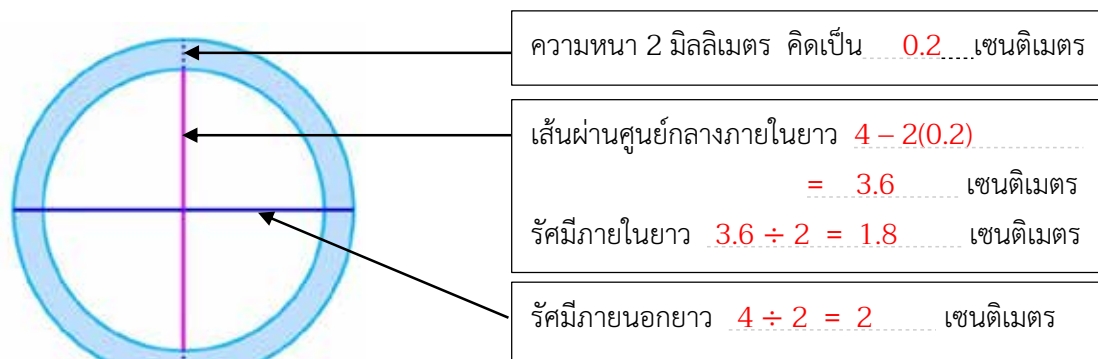 ความหนา 2 มิลลิเมตร คิดเป็น 0.2 เซนติเมตร
เส้นผ่านศูนย์กลางภายในยาว 4 – 2(0.2)
= 3.6 เซนติเมตร
รัศมีภายในยาว 3.6 ÷ 2 = 1.8 เซนติเมตร
รัศมีภายนอกยาว 4 ÷ 2 = 2 เซนติเมตร